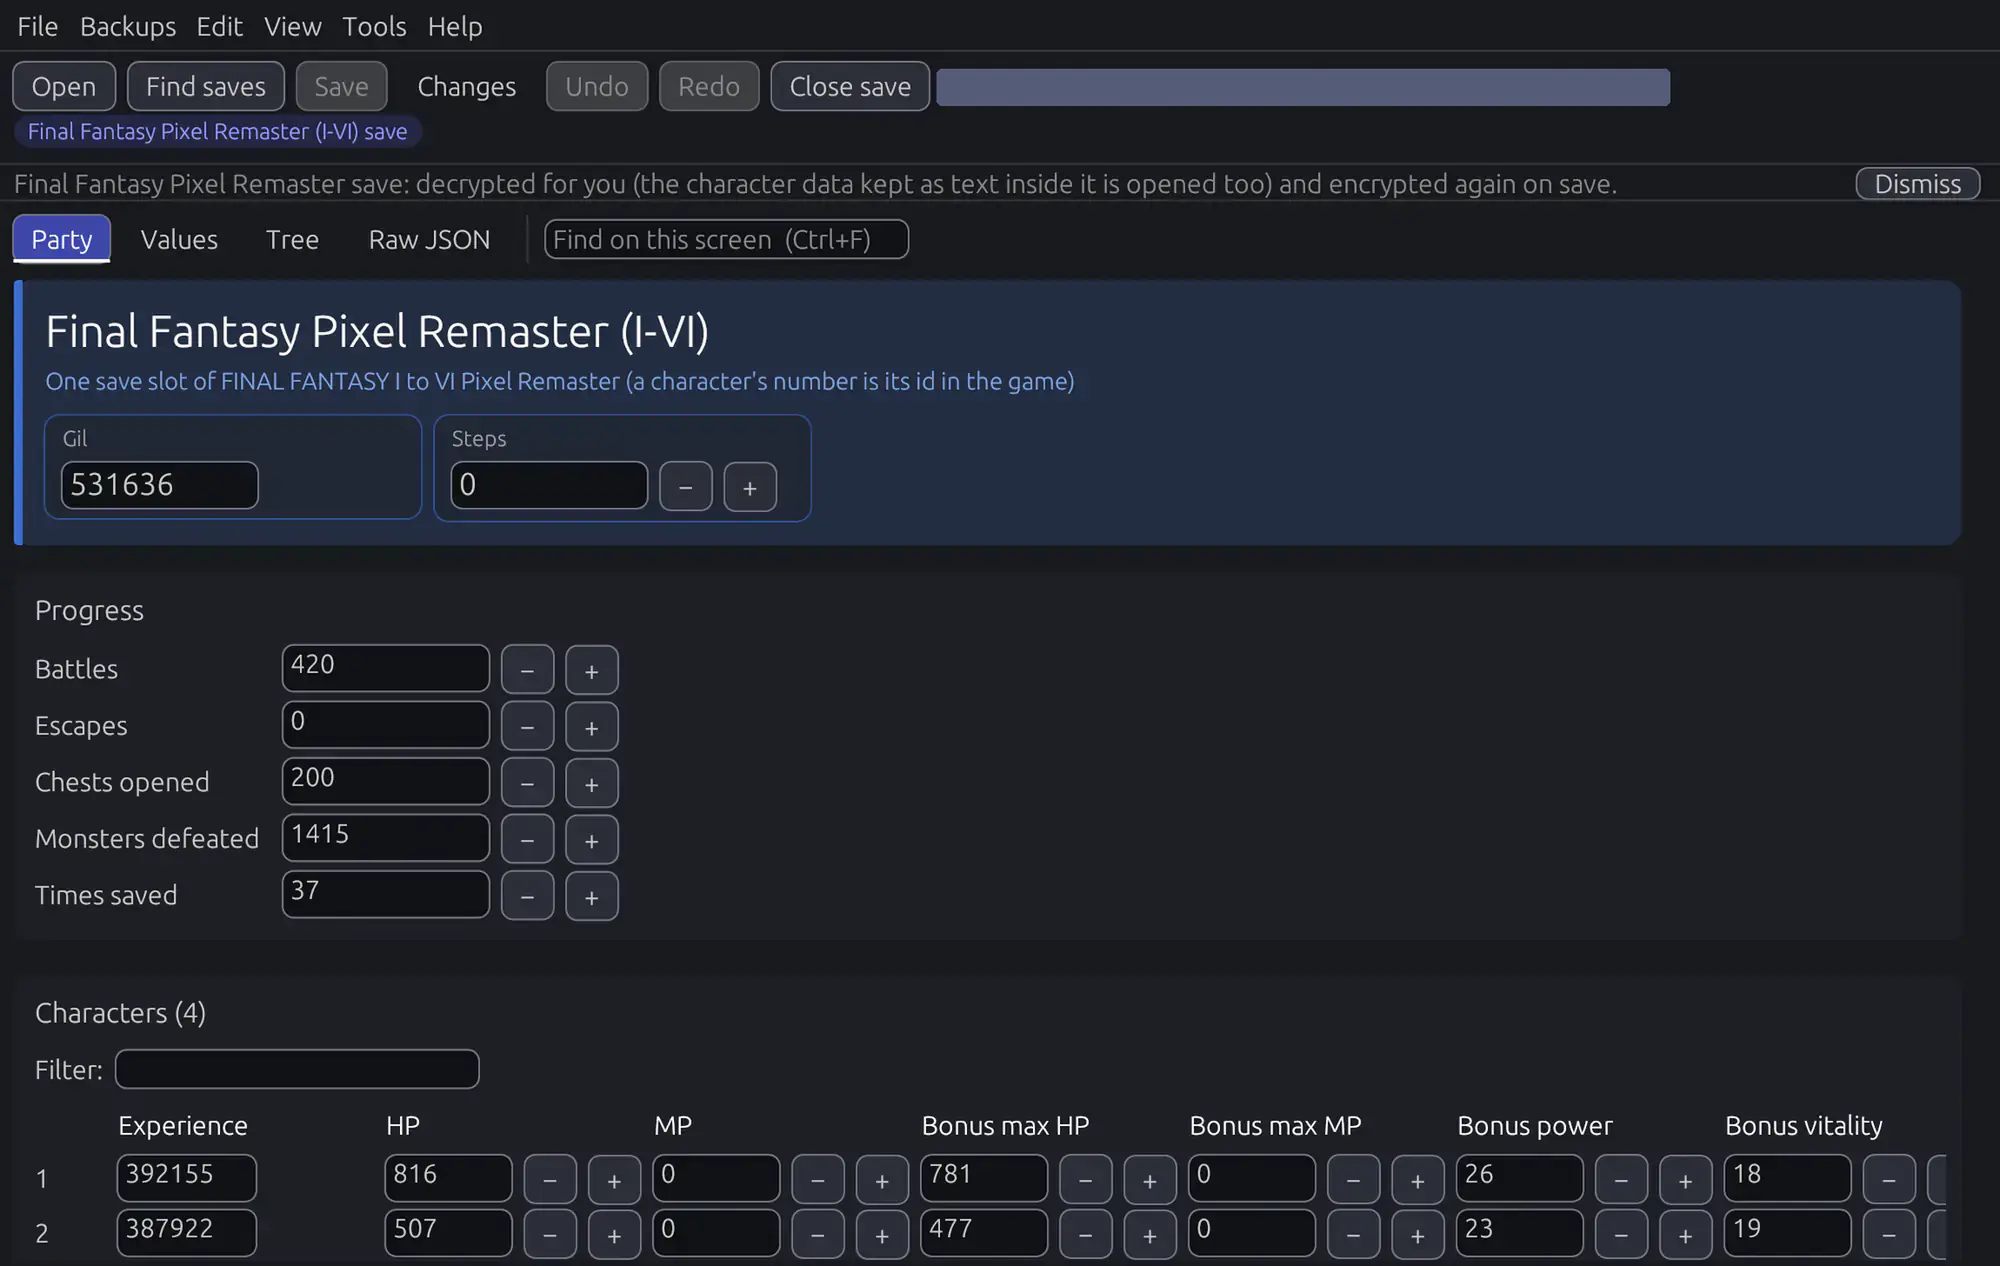 File Backups Edit View Tools Help
Open Find saves Save Changes Undo Redo Close save
Final Fantasy Pixel Remaster (I-VI) save
Final Fantasy Pixel Remaster save: decrypted for you (the character data kept as text inside it is opened too) and encrypted again on save. Dismiss
Party Values Tree Raw JSON Find on this screen (Ctrl+F)
Final Fantasy Pixel Remaster (I-VI)
One save slot of FINAL FANTASY I to VI Pixel Remaster (a character's number is its id in the game)
Gil Steps
531636 0 − +
Progress
Battles 420 − +
Escapes 0 − +
Chests opened 200 − +
Monsters defeated 1415 − +
Times saved 37 − +
Characters (4)
Filter:
Experience HP MP Bonus max HP Bonus max MP Bonus power Bonus vitality
1 392155 816 − + 0 − + 781 − + 0 − + 26 − + 18 −
2 387922 507 − + 0 − + 477 − + 0 − + 23 − + 19 −